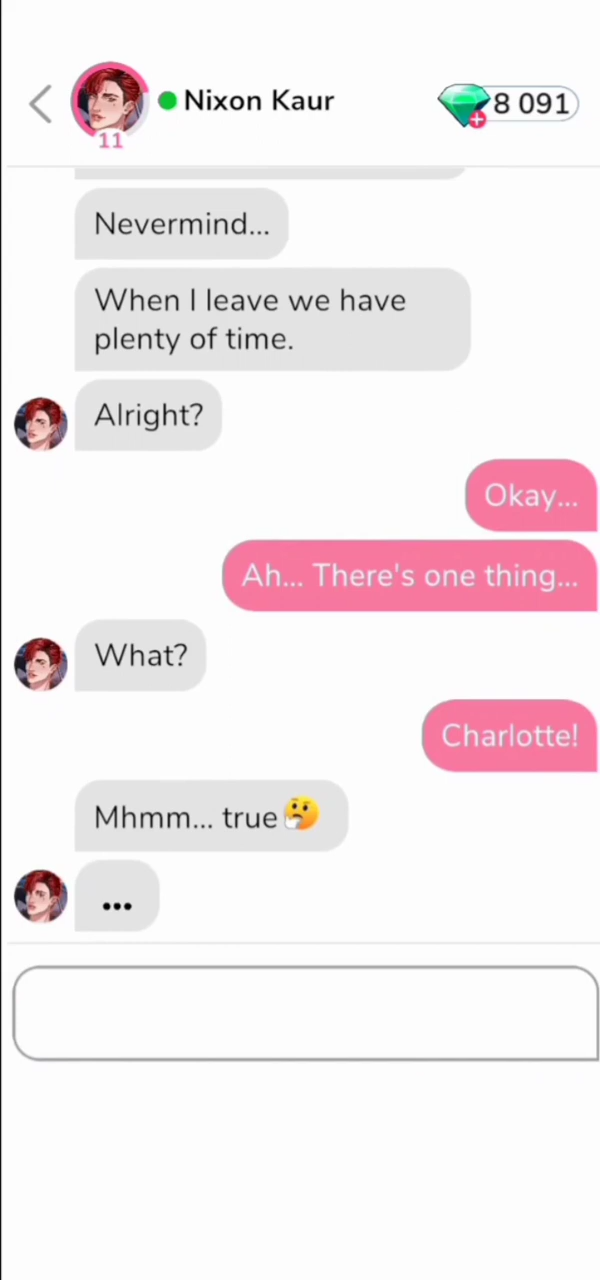 Nixon Kaur
8 091
11
Nevermind...
When I leave we have
plenty of time.
Alright?
Okay...
Ah... There's one thing...
What?
Charlotte!
Mhmm... true🤔
...